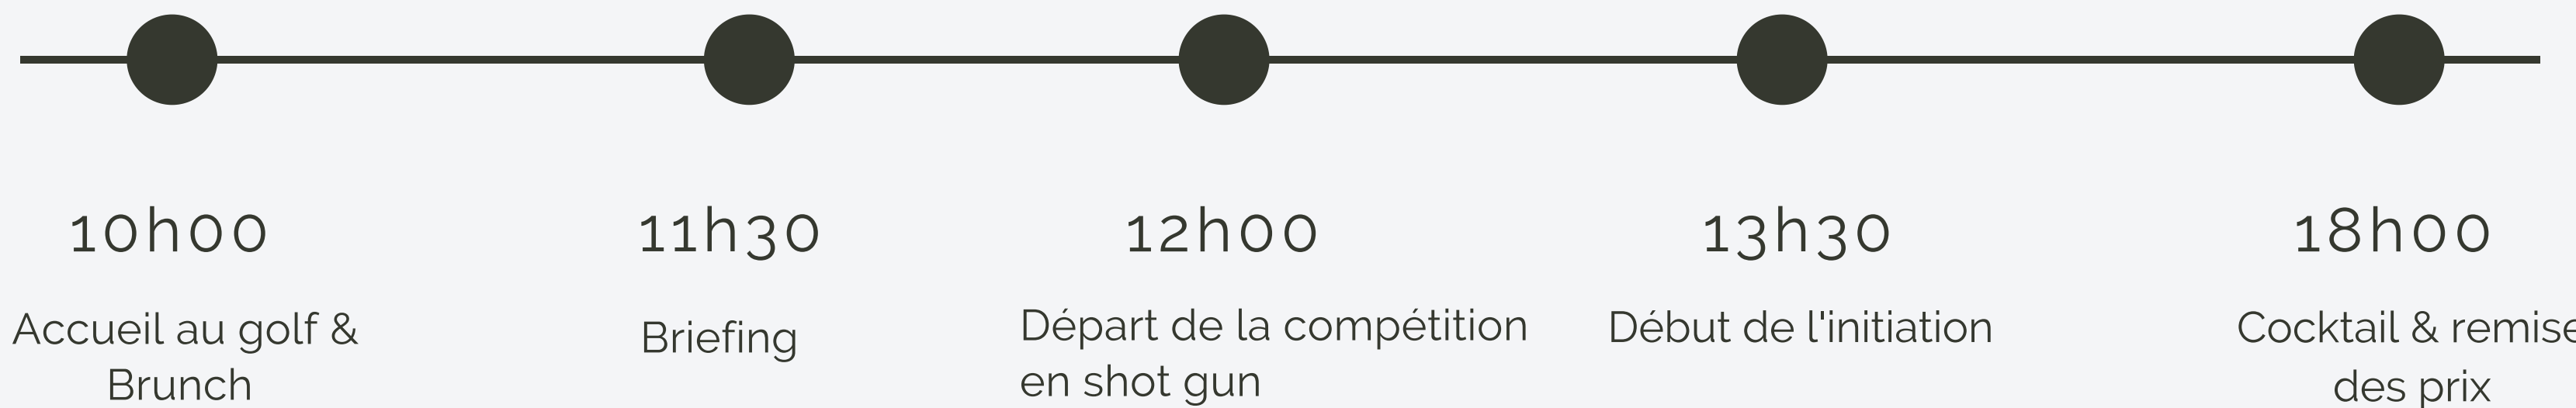 10h00
Accueil au golf &
Brunch
11h30
Briefing
12h00
Départ de la compétition
en shot gun
13h30
Début de l'initiation
18h00
Cocktail & remise
des prix